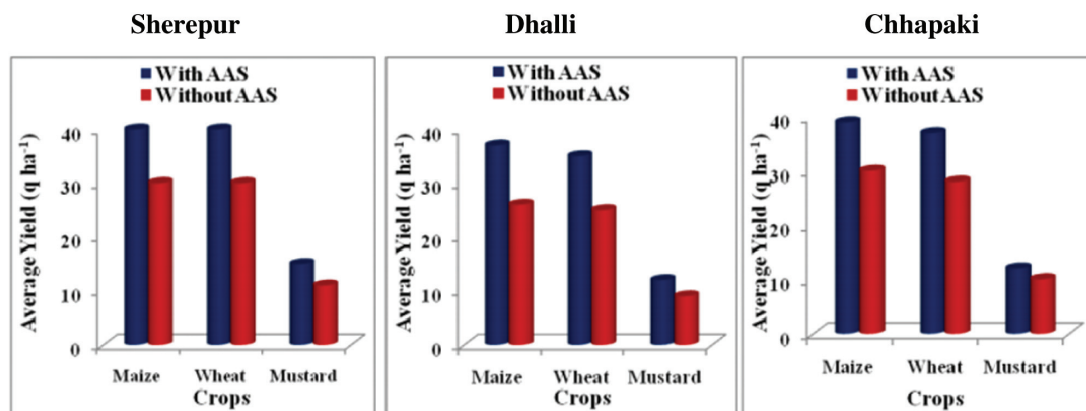 Sherepur
With AAS
Without AAS
Average Yield (q ha-1)
40
30
20
10
0
Maize Wheat Mustard
Crops
Dhalli
With AAS
Without AAS
Average Yield (q ha-1)
40
30
20
10
0
Maize Wheat Mustard
Crops
Chhapaki
With AAS
Without AAS
Average Yield (q ha-1)
40
30
20
10
0
Maize Wheat Mustard
Crops